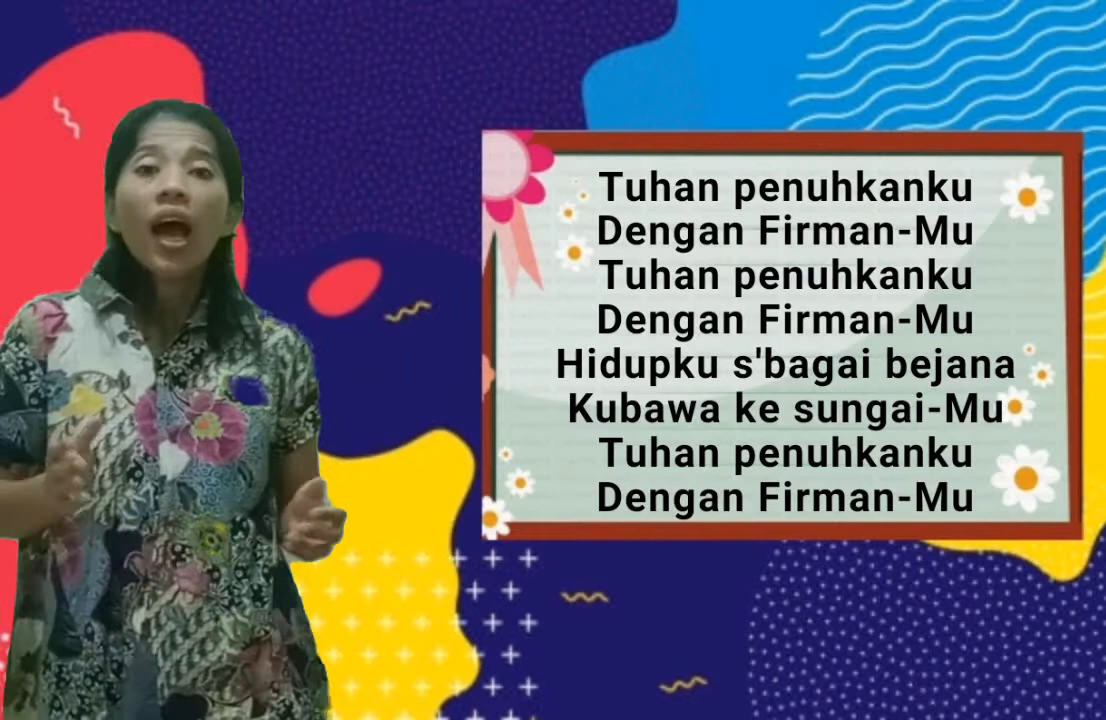 Tuhan penuhkanku
Dengan Firman-Mu
Tuhan penuhkanku
Dengan Firman-Mu
Hidupku s'bagai bejana
Kubawa ke sungai-Mu
Tuhan penuhkanku
Dengan Firman-Mu